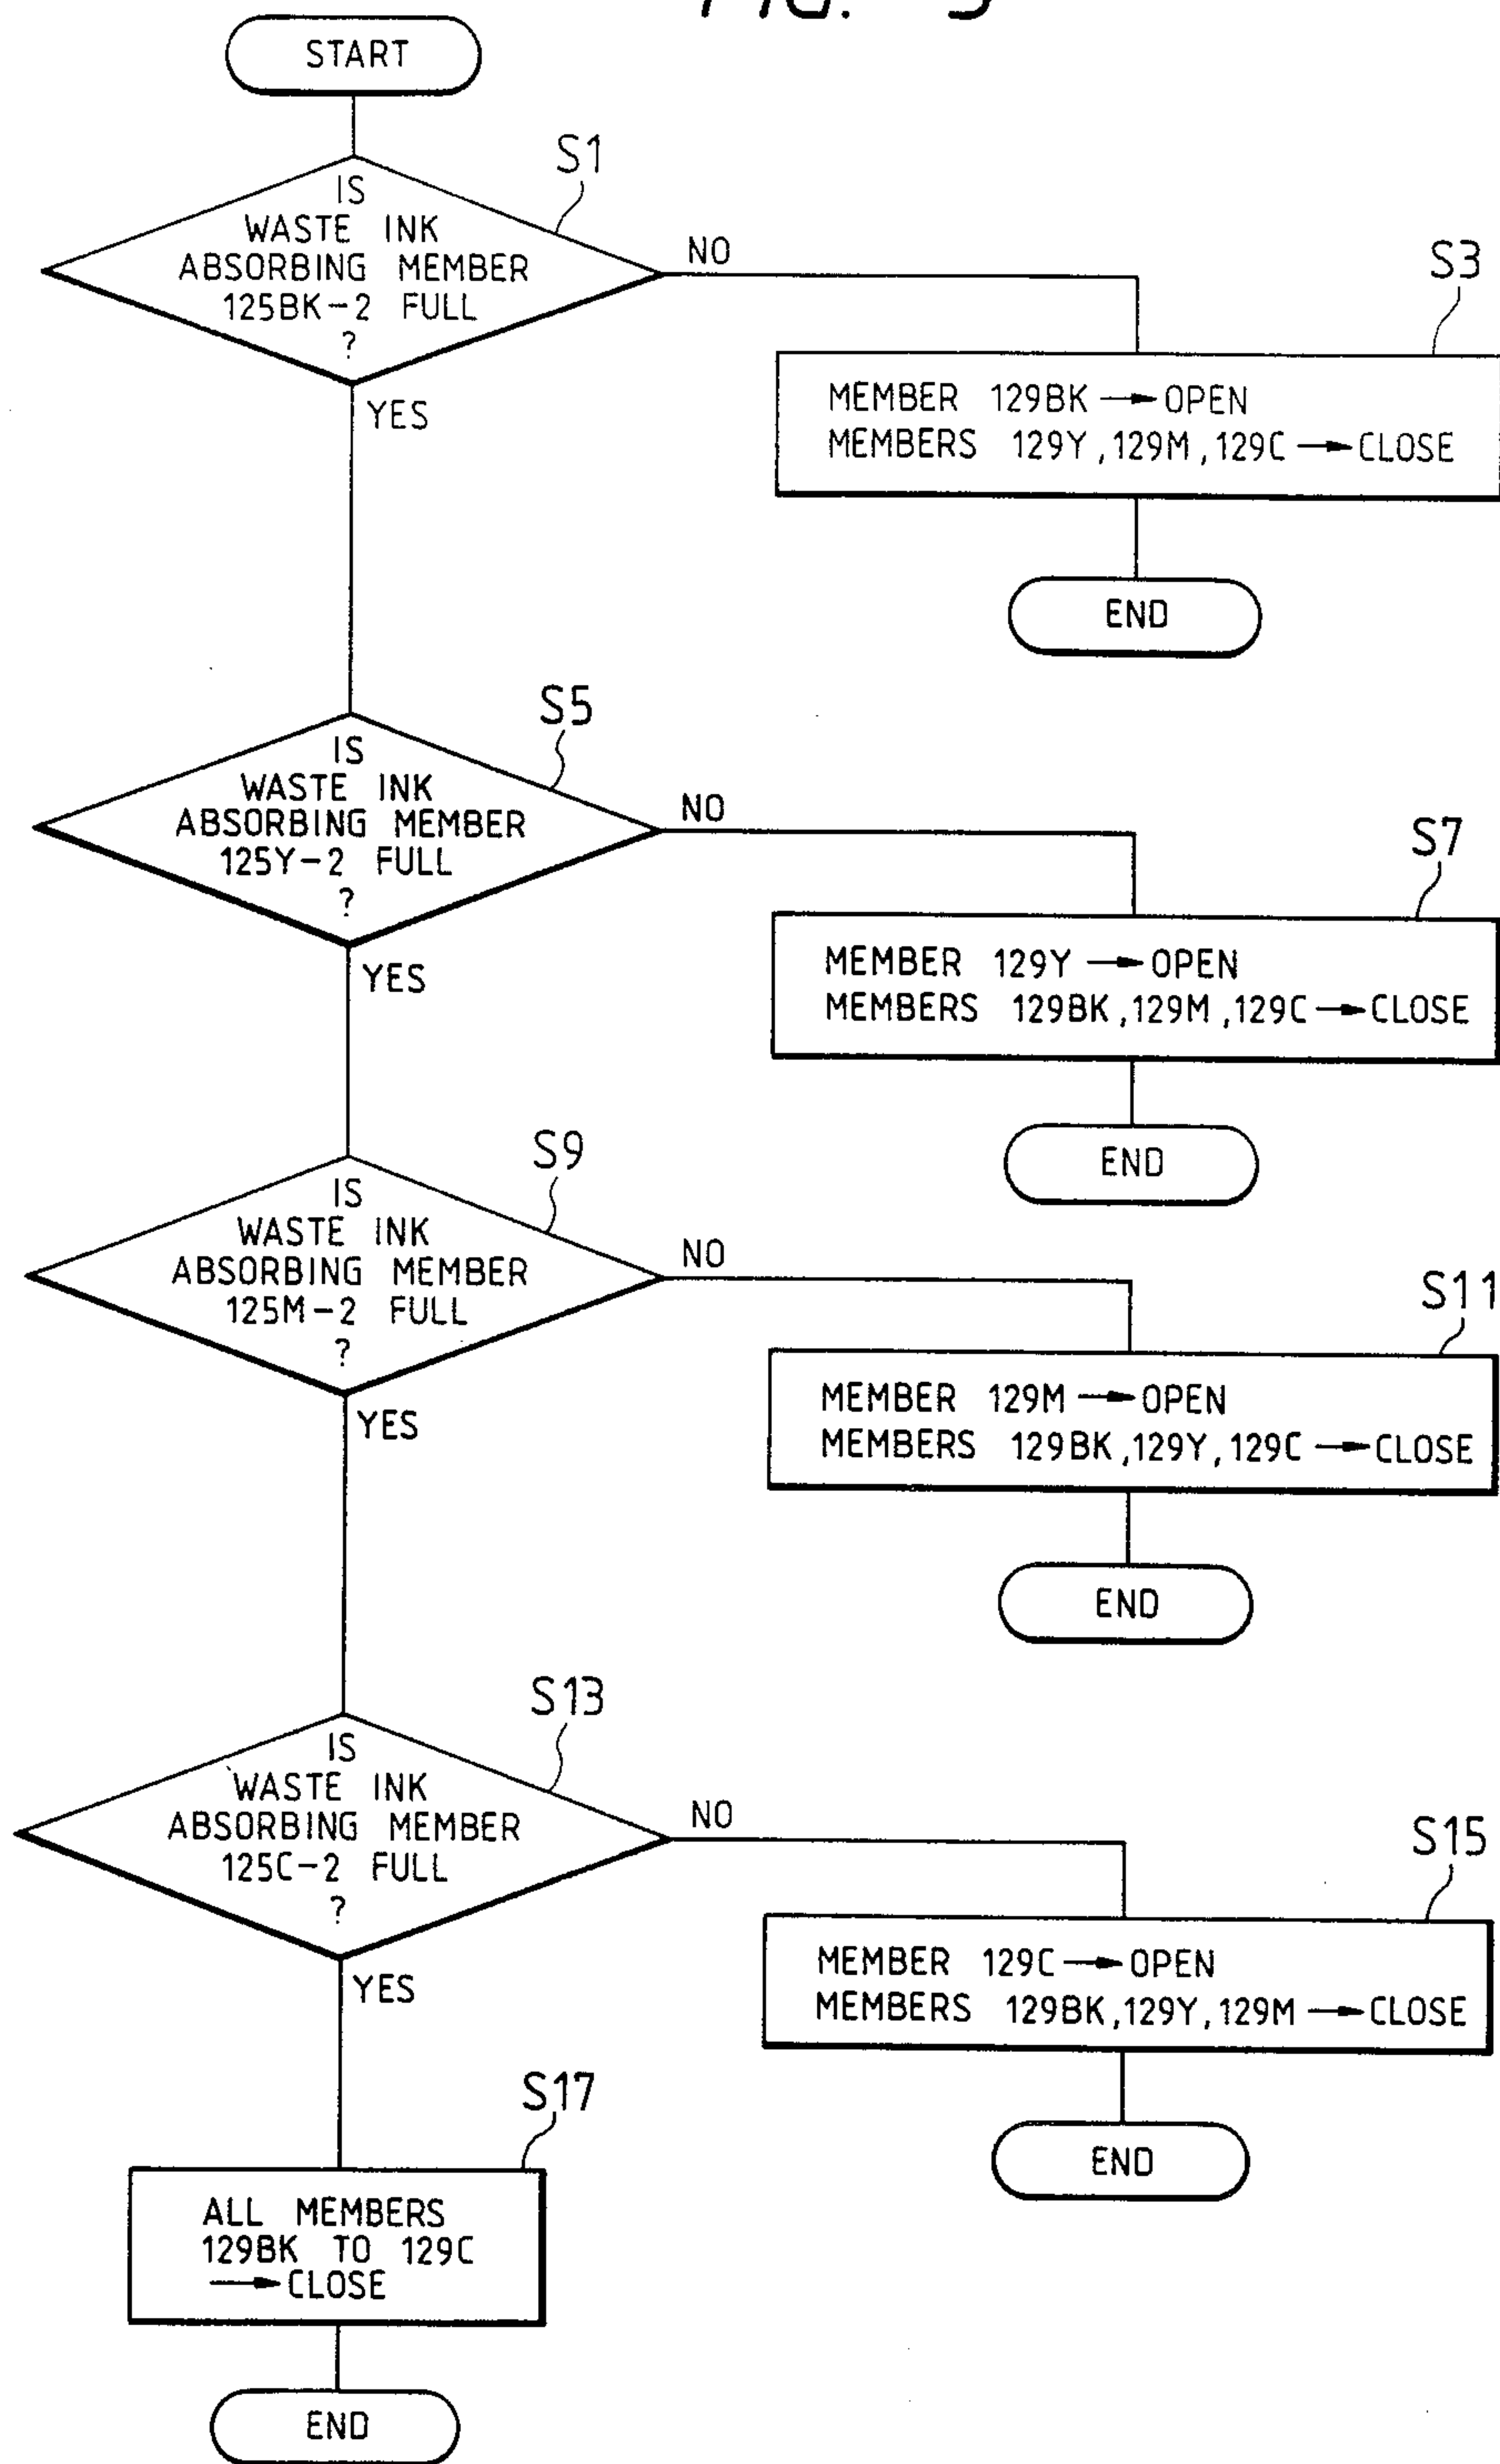 FIG.
START
S1
IS
WASTE INK
ABSORBING MEMBER
125BK-2 FULL
?
NO
YES
S3
MEMBER 129BK → OPEN
MEMBERS 129Y, 129M, 129C → CLOSE
END
S5
IS
WASTE INK
ABSORBING MEMBER
125Y-2 FULL
?
NO
YES
S7
MEMBER 129Y → OPEN
MEMBERS 129BK, 129M, 129C → CLOSE
END
S9
IS
WASTE INK
ABSORBING MEMBER
125M-2 FULL
?
NO
YES
S11
MEMBER 129M → OPEN
MEMBERS 129BK, 129Y, 129C → CLOSE
END
S13
IS
WASTE INK
ABSORBING MEMBER
125C-2 FULL
?
NO
YES
S15
MEMBER 129C → OPEN
MEMBERS 129BK, 129Y, 129M → CLOSE
END
S17
ALL MEMBERS
129BK TO 129C
→ CLOSE
END